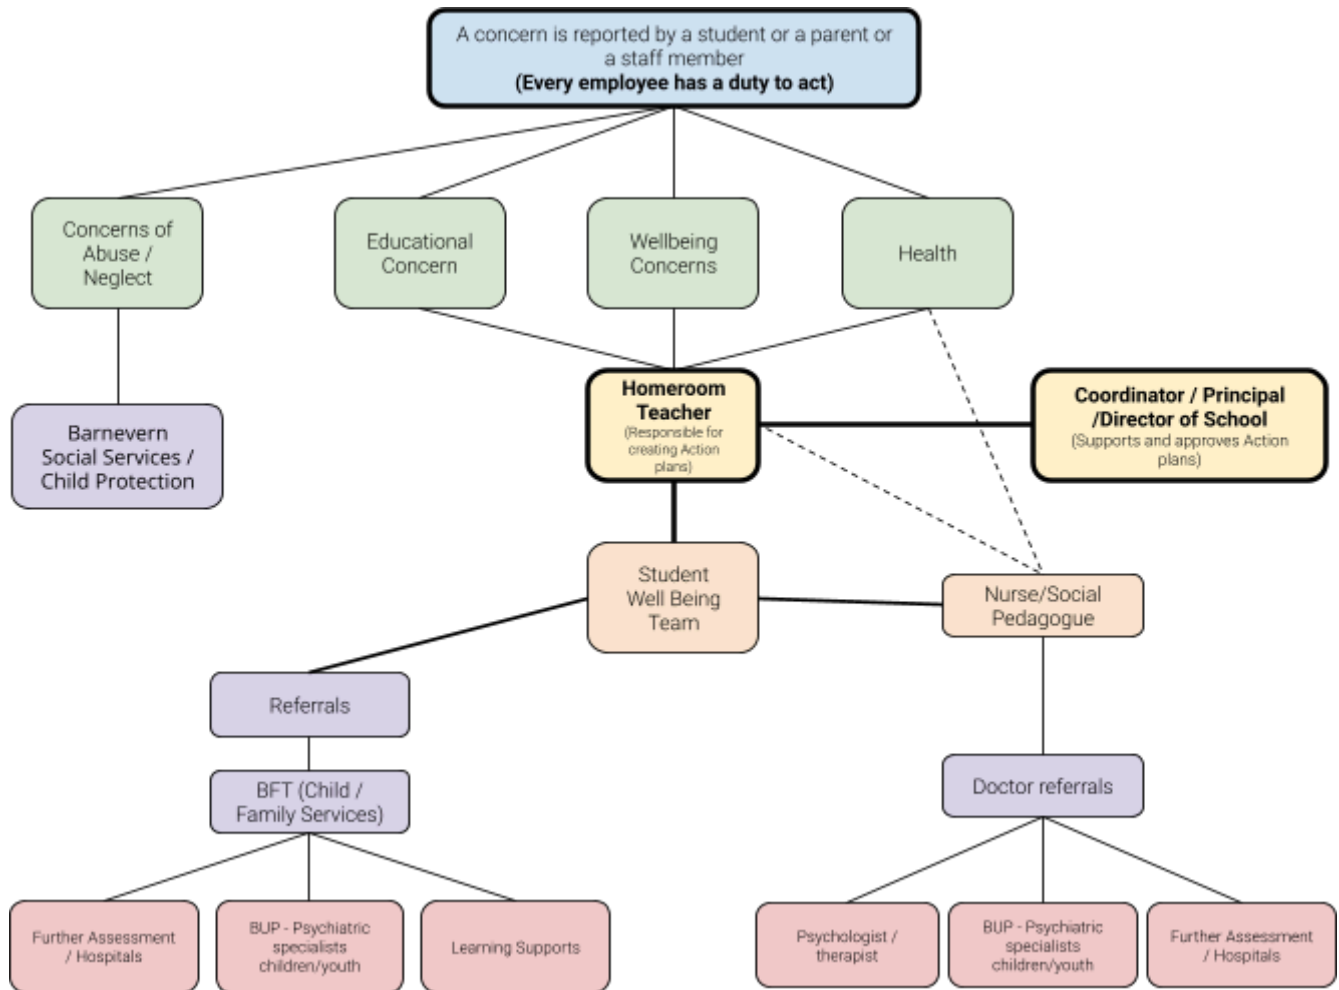 A concern is reported by a student or a parent or
a staff member
(Every employee has a duty to act)
Concerns of
Abuse /
Neglect
Educational
Concern
Wellbeing
Concerns
Health
Homeroom
Teacher
(Responsible for
creating Action
plans)
Coordinator / Principal
/Director of School
(Supports and approves Action
plans)
Barnevern
Social Services /
Child Protection
Student
Well Being
Team
Nurse/Social
Pedagogue
Referrals
BFT (Child /
Family Services)
Doctor referrals
Further Assessment
/ Hospitals
BUP - Psychiatric
specialists
children/youth
Learning Supports
Psychologist /
therapist
BUP - Psychiatric
specialists
children/youth
Further Assessment
/ Hospitals